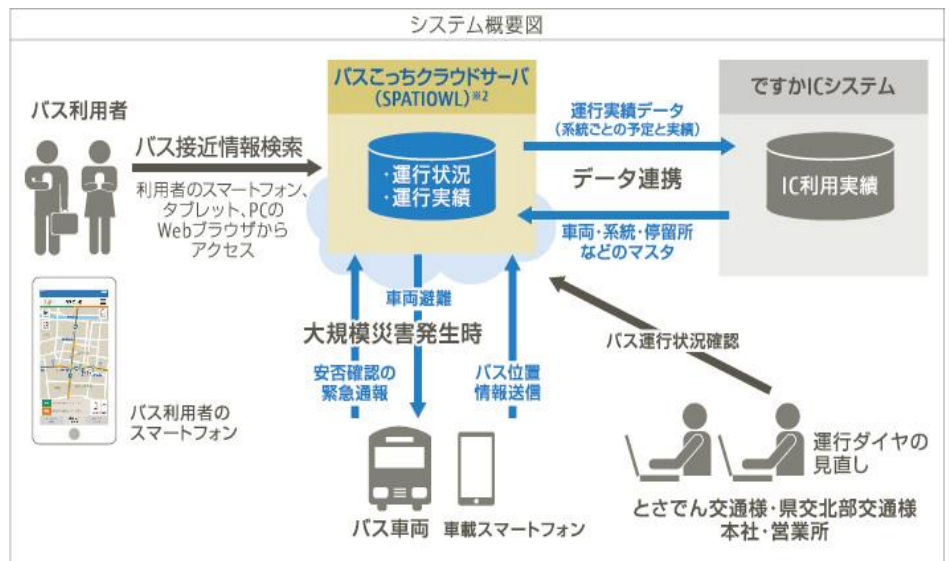 システム概要図
バス利用者
バス接近情報検索
利用者のスマートフォン、
タブレット、PCの
Webブラウザから
アクセス
バスこっちクラウドサーバ
(SPATIOWL)※2
・運行状況
・運行実績
運行実績データ
(系統ごとの予定と実績)
データ連携
車両・系統・停留所
などのマスタ
ですかICシステム
IC利用実績
車両避難
大規模災害発生時
安否確認の
緊急通報
バス位置
情報送信
バス運行状況確認
バス利用者の
スマートフォン
バス車両
車載スマートフォン
運行ダイヤの
見直し
とさでん交通様・県交北部交通様
本社・営業所